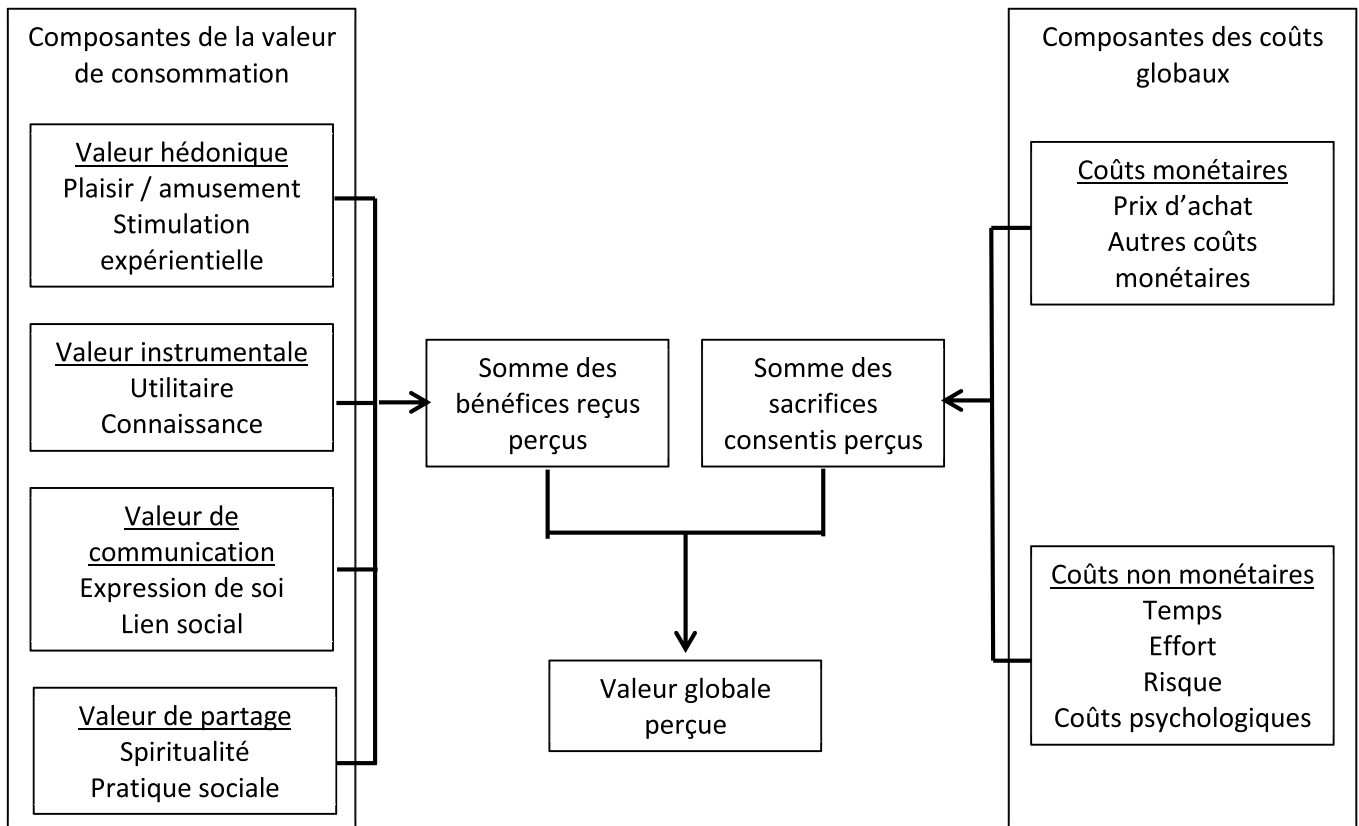 Composantes de la valeur
de consommation
Valeur hédonique
Plaisir / amusement
Stimulation
expérientielle
Valeur instrumentale
Utilitaire
Connaissance
Valeur de
communication
Expression de soi
Lien social
Valeur de partage
Spiritualité
Pratique sociale
Somme des
bénéfices reçus
perçus
Somme des
sacrifices
consentis perçus
Valeur globale
perçue
Composantes des coûts
globaux
Coûts monétaires
Prix d’achat
Autres coûts
monétaires
Coûts non monétaires
Temps
Effort
Risque
Coûts psychologiques